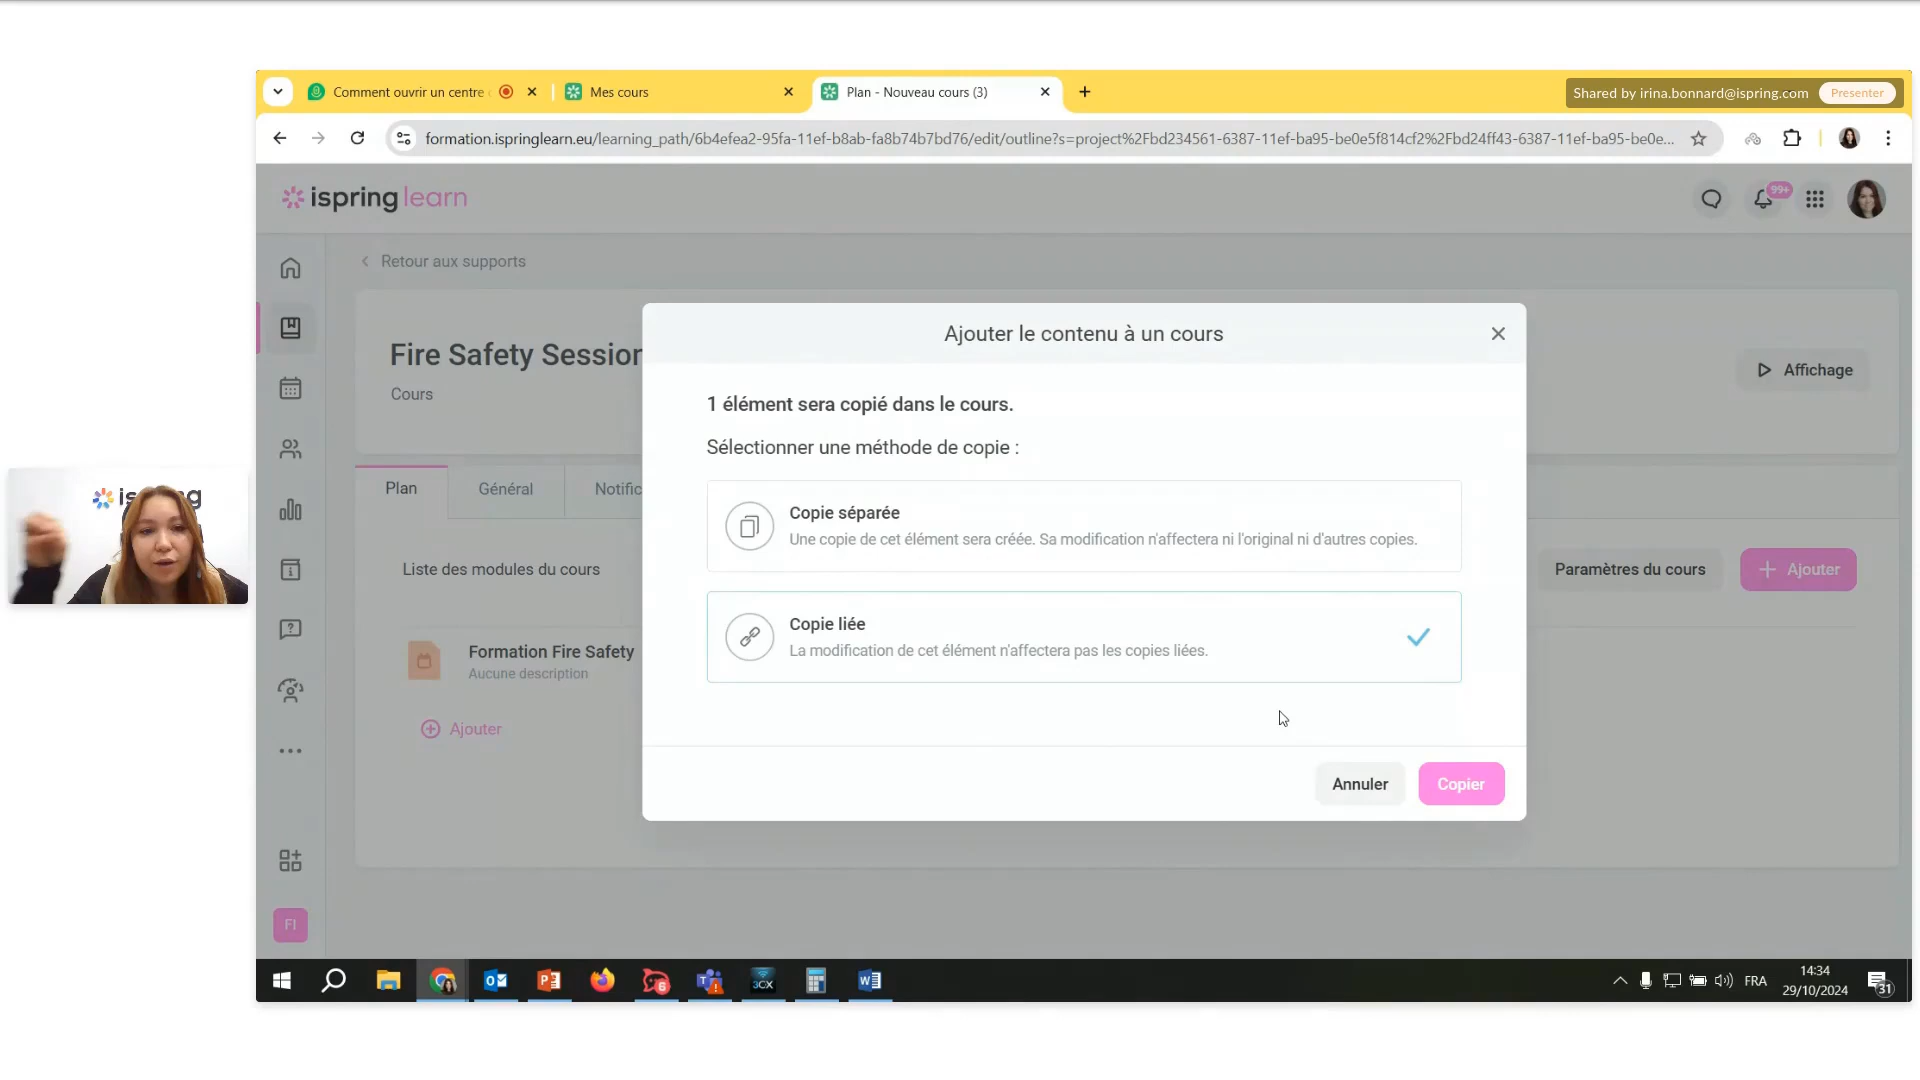 Comment ouvrir un centre
Mes cours
Plan - Nouveau cours (3)
Shared by irina.bonnard@ispring.com
Presenter
formation.ispringlearn.eu/learning_path/6b4efea2-95fa-11ef-b8ab-fa8b74b7bd76/edit/outline?s=project%2Fbd234561-6387-11ef-ba95-be0e5f814cf2%2Fbd24ff43-6387-11ef-ba95-be0e...
ispring learn
99+
Retour aux supports
Fire Safety Session
Cours
Affichage
Plan
Général
Notific
Liste des modules du cours
Paramètres du cours
Ajouter
Formation Fire Safety
Aucune description
Ajouter
Ajouter le contenu à un cours
1 élément sera copié dans le cours.
Sélectionner une méthode de copie :
Copie séparée
Une copie de cet élément sera créée. Sa modification n'affectera ni l'original ni d'autres copies.
Copie liée
La modification de cet élément n'affectera pas les copies liées.
Annuler
Copier
FI
3CX
6
FRA
14:34
29/10/2024
31